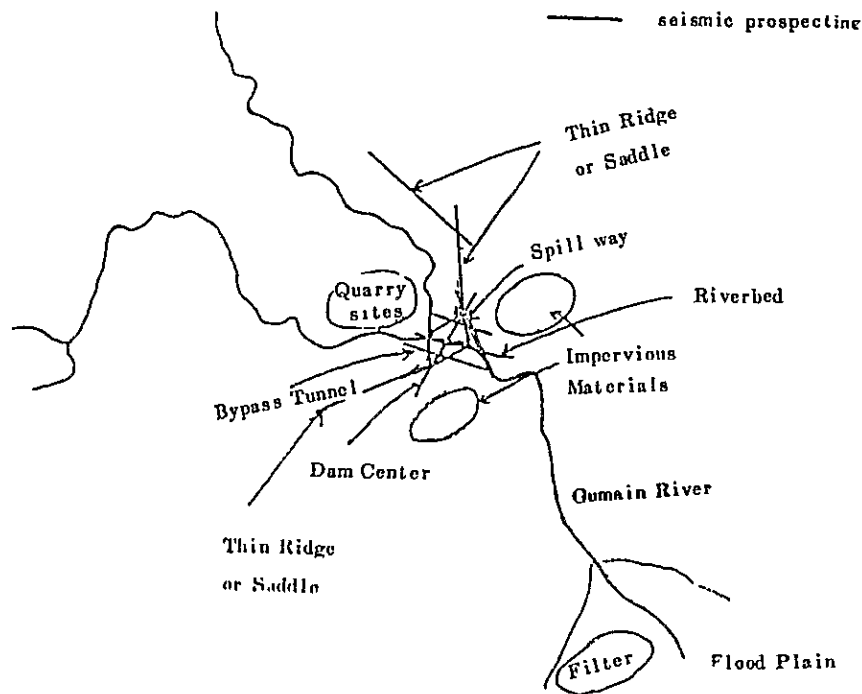 seismic prospecting
Thin Ridge
or Saddle
Spill way
Quarry
sites
Riverbed
Impervious
Materials
Bypass Tunnel
Dam Center
Gumain River
Thin Ridge
or Saddle
Filter
Flood Plain